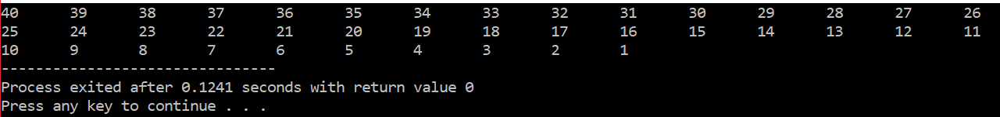 40 39 38 37 36 35 34 33 32 31 30 29 28 27 26
25 24 23 22 21 20 19 18 17 16 15 14 13 12 11
10 9 8 7 6 5 4 3 2 1
--------------------------------
Process exited after 0.1241 seconds with return value 0
Press any key to continue . . .